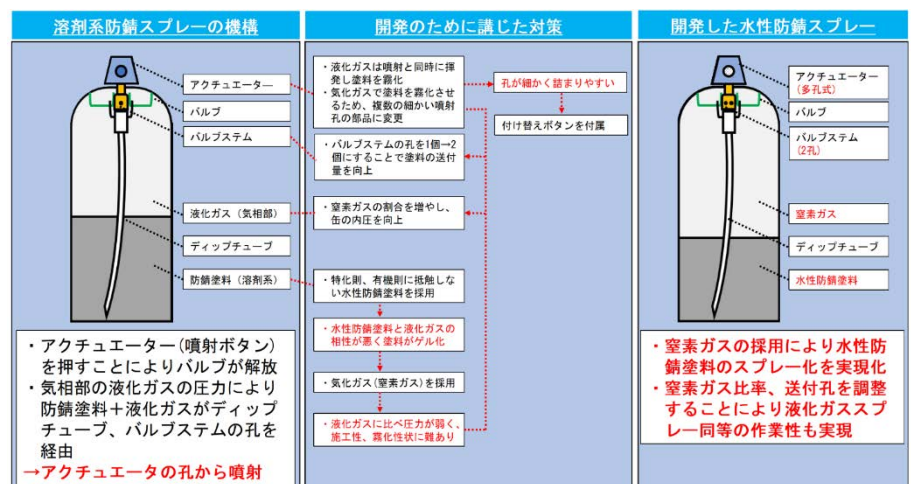 溶剤系防錆スプレーの機構
アクチュエーター
バルブ
バルブステム
液化ガス（気相部）
ディップチューブ
防錆塗料（溶剤系）
・アクチュエーター(噴射ボタン)
を押すことによりバルブが解放
・気相部の液化ガスの圧力により
防錆塗料＋液化ガスがディップ
チューブ、バルブステムの孔を
経由
→アクチュエータの孔から噴射
開発のために講じた対策
・液化ガスは噴射と同時に揮
発し塗料を霧化
・気化ガスで塗料を霧化させ
るため、複数の細かい噴射
孔の部品に変更
孔が細かく詰まりやすい
付け替えボタンを付属
・バルブステムの孔を1個→2
個にすることで塗料の送付
量を向上
・窒素ガスの割合を増やし、
缶の内圧を向上
・特化則、有機則に抵触しな
い水性防錆塗料を採用
・水性防錆塗料と液化ガスの
相性が悪く塗料がゲル化
・気化ガス(窒素ガス)を採用
・液化ガスに比べ圧力が弱く、
施工性、霧化性状に難あり
開発した水性防錆スプレー
アクチュエーター
(多孔式)
バルブ
バルブステム
(2孔)
窒素ガス
ディップチューブ
水性防錆塗料
・窒素ガスの採用により水性防
錆塗料のスプレー化を実現化
・窒素ガス比率、送付孔を調整
することにより液化ガススプ
レー同等の作業性も実現